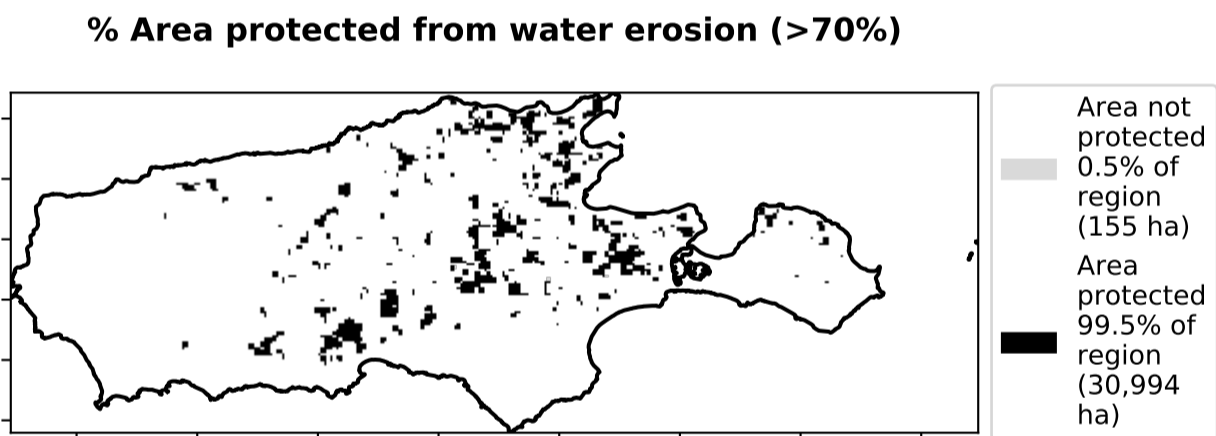 % Area protected from water erosion (>70%)
Area not
protected
0.5% of
region
(155 ha)
Area
protected
99.5% of
region
(30,994
ha)